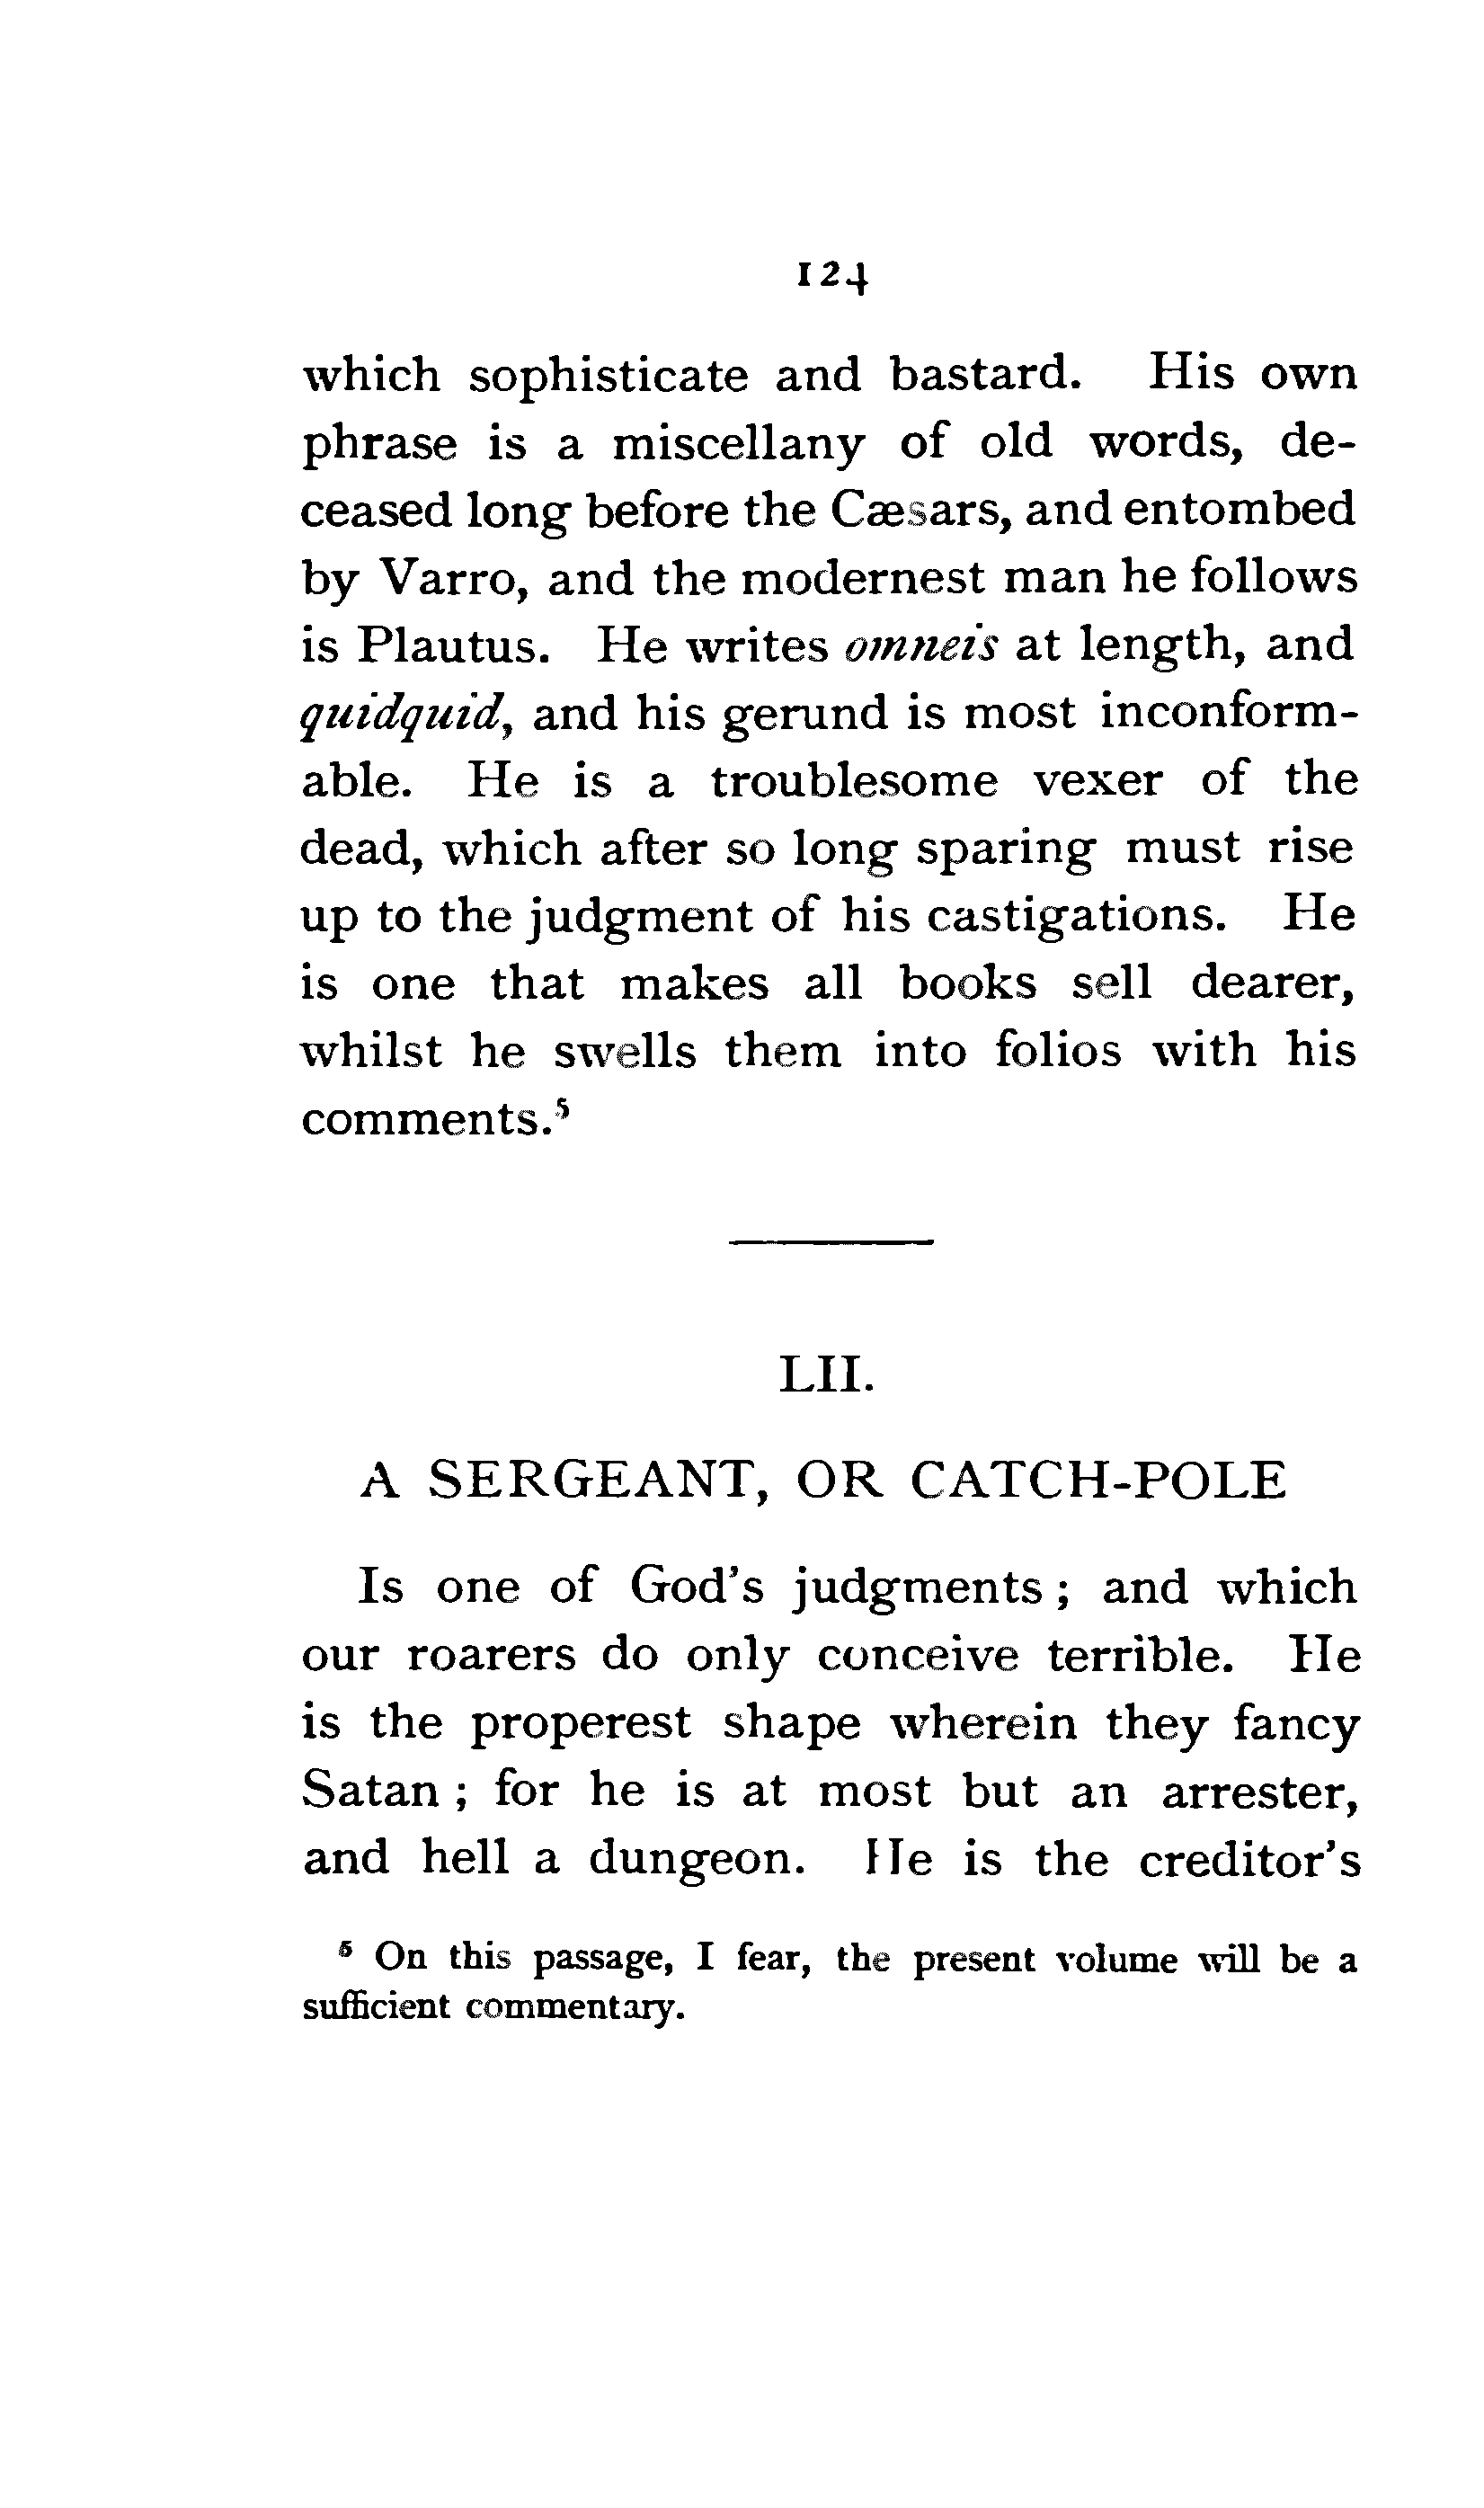 124
which sophisticate and bastard. His own
phrase is a miscellany of old words, de-
ceased long before the Cæsars, and entombed
by Varro, and the modernest man he follows
is Plautus. He writes omneis at length, and
quidquid, and his gerund is most inconform-
able. He is a troublesome vexer of the
dead, which after so long sparing must rise
up to the judgment of his castigations. He
is one that makes all books sell dearer,
whilst he swells them into folios with his
comments.⁵
LII.
A SERGEANT, OR CATCH-POLE
Is one of God's judgments ; and which
our roarers do only conceive terrible. He
is the properest shape wherein they fancy
Satan ; for he is at most but an arrester,
and hell a dungeon. He is the creditor's
⁵ On this passage, I fear, the present volume will be a
sufficient commentary.